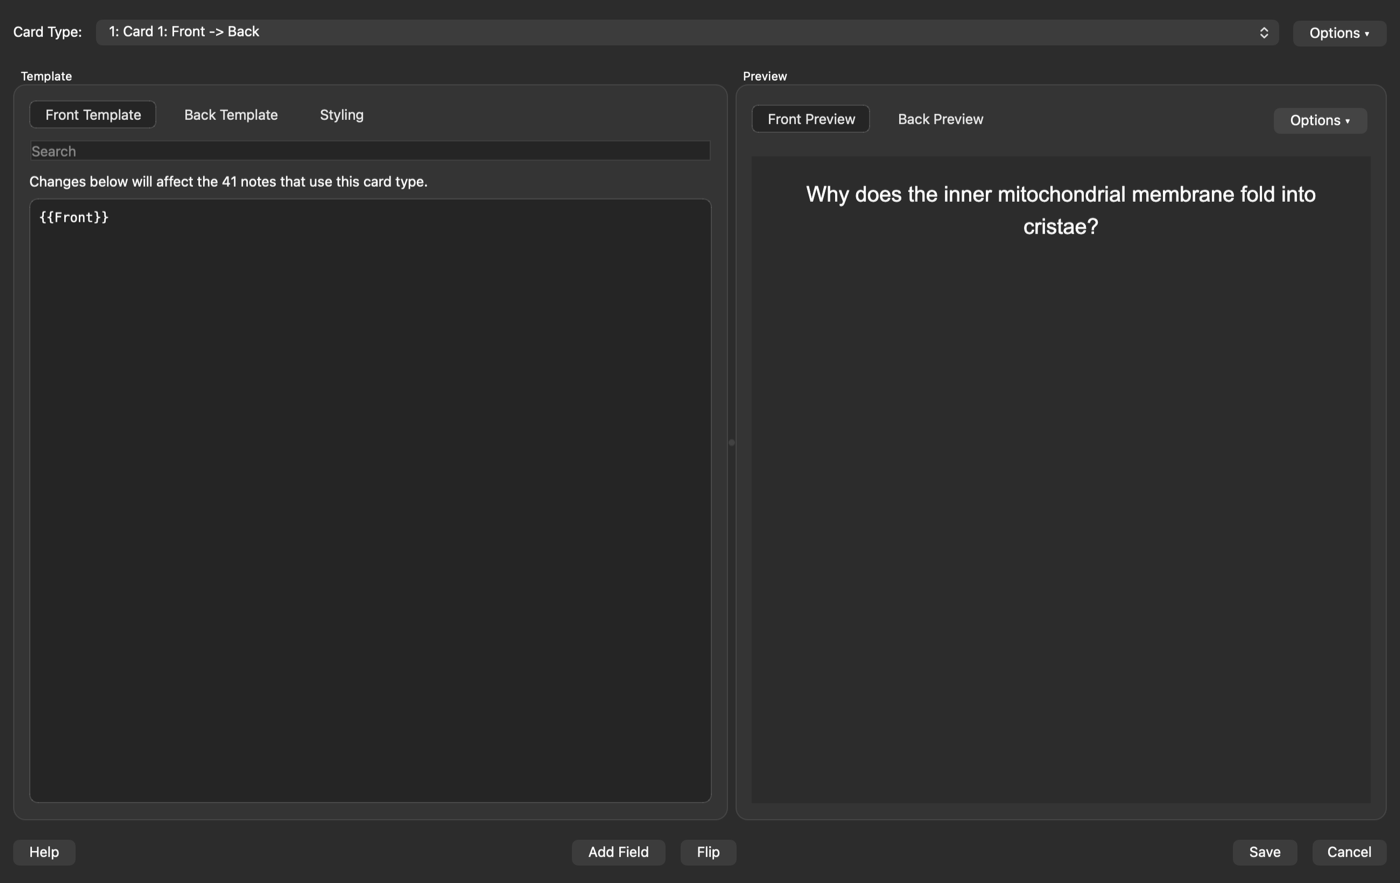 Card Type:
1: Card 1: Front -> Back
Options
Template
Front Template
Back Template
Styling
Search
Changes below will affect the 41 notes that use this card type.
{{Front}}
Preview
Front Preview
Back Preview
Options
Why does the inner mitochondrial membrane fold into
cristae?
Help
Add Field
Flip
Save
Cancel